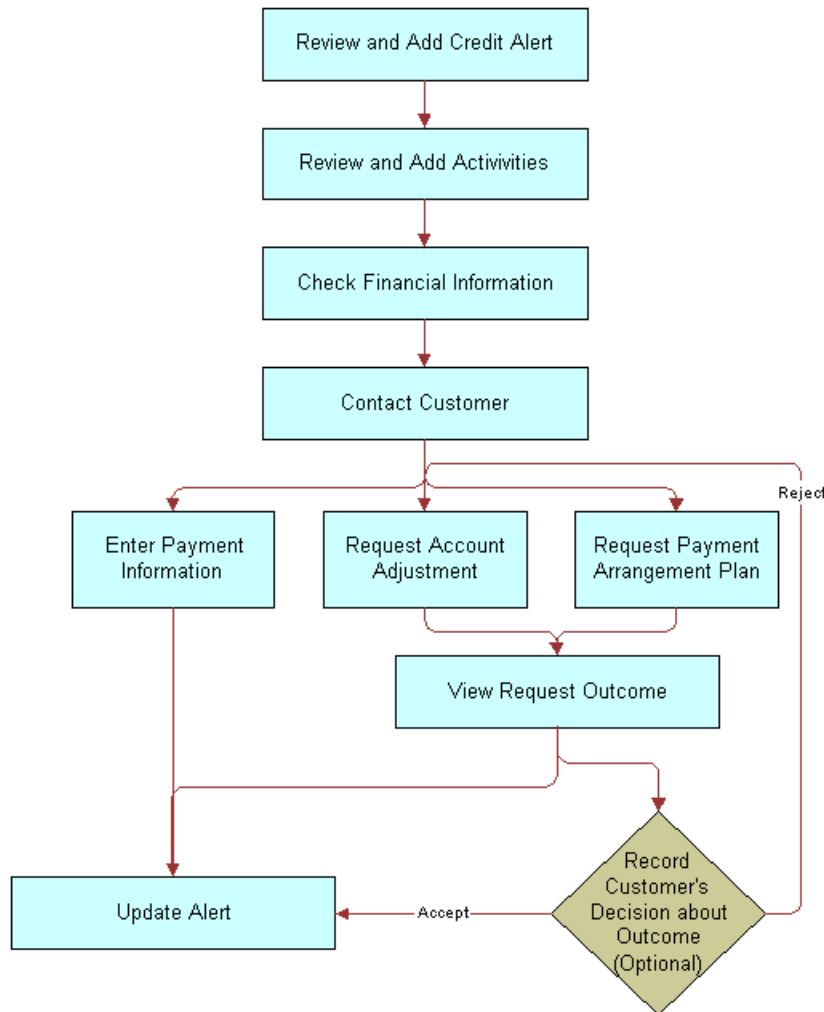 Review and Add Credit Alert
Review and Add Activivities
Check Financial Information
Contact Customer
Reject
Enter Payment
Information
Request Account
Adjustment
Request Payment
Arrangement Plan
View Request Outcome
Update Alert
Accept
Record
Customer's
Decision about
Outcome
(Optional)